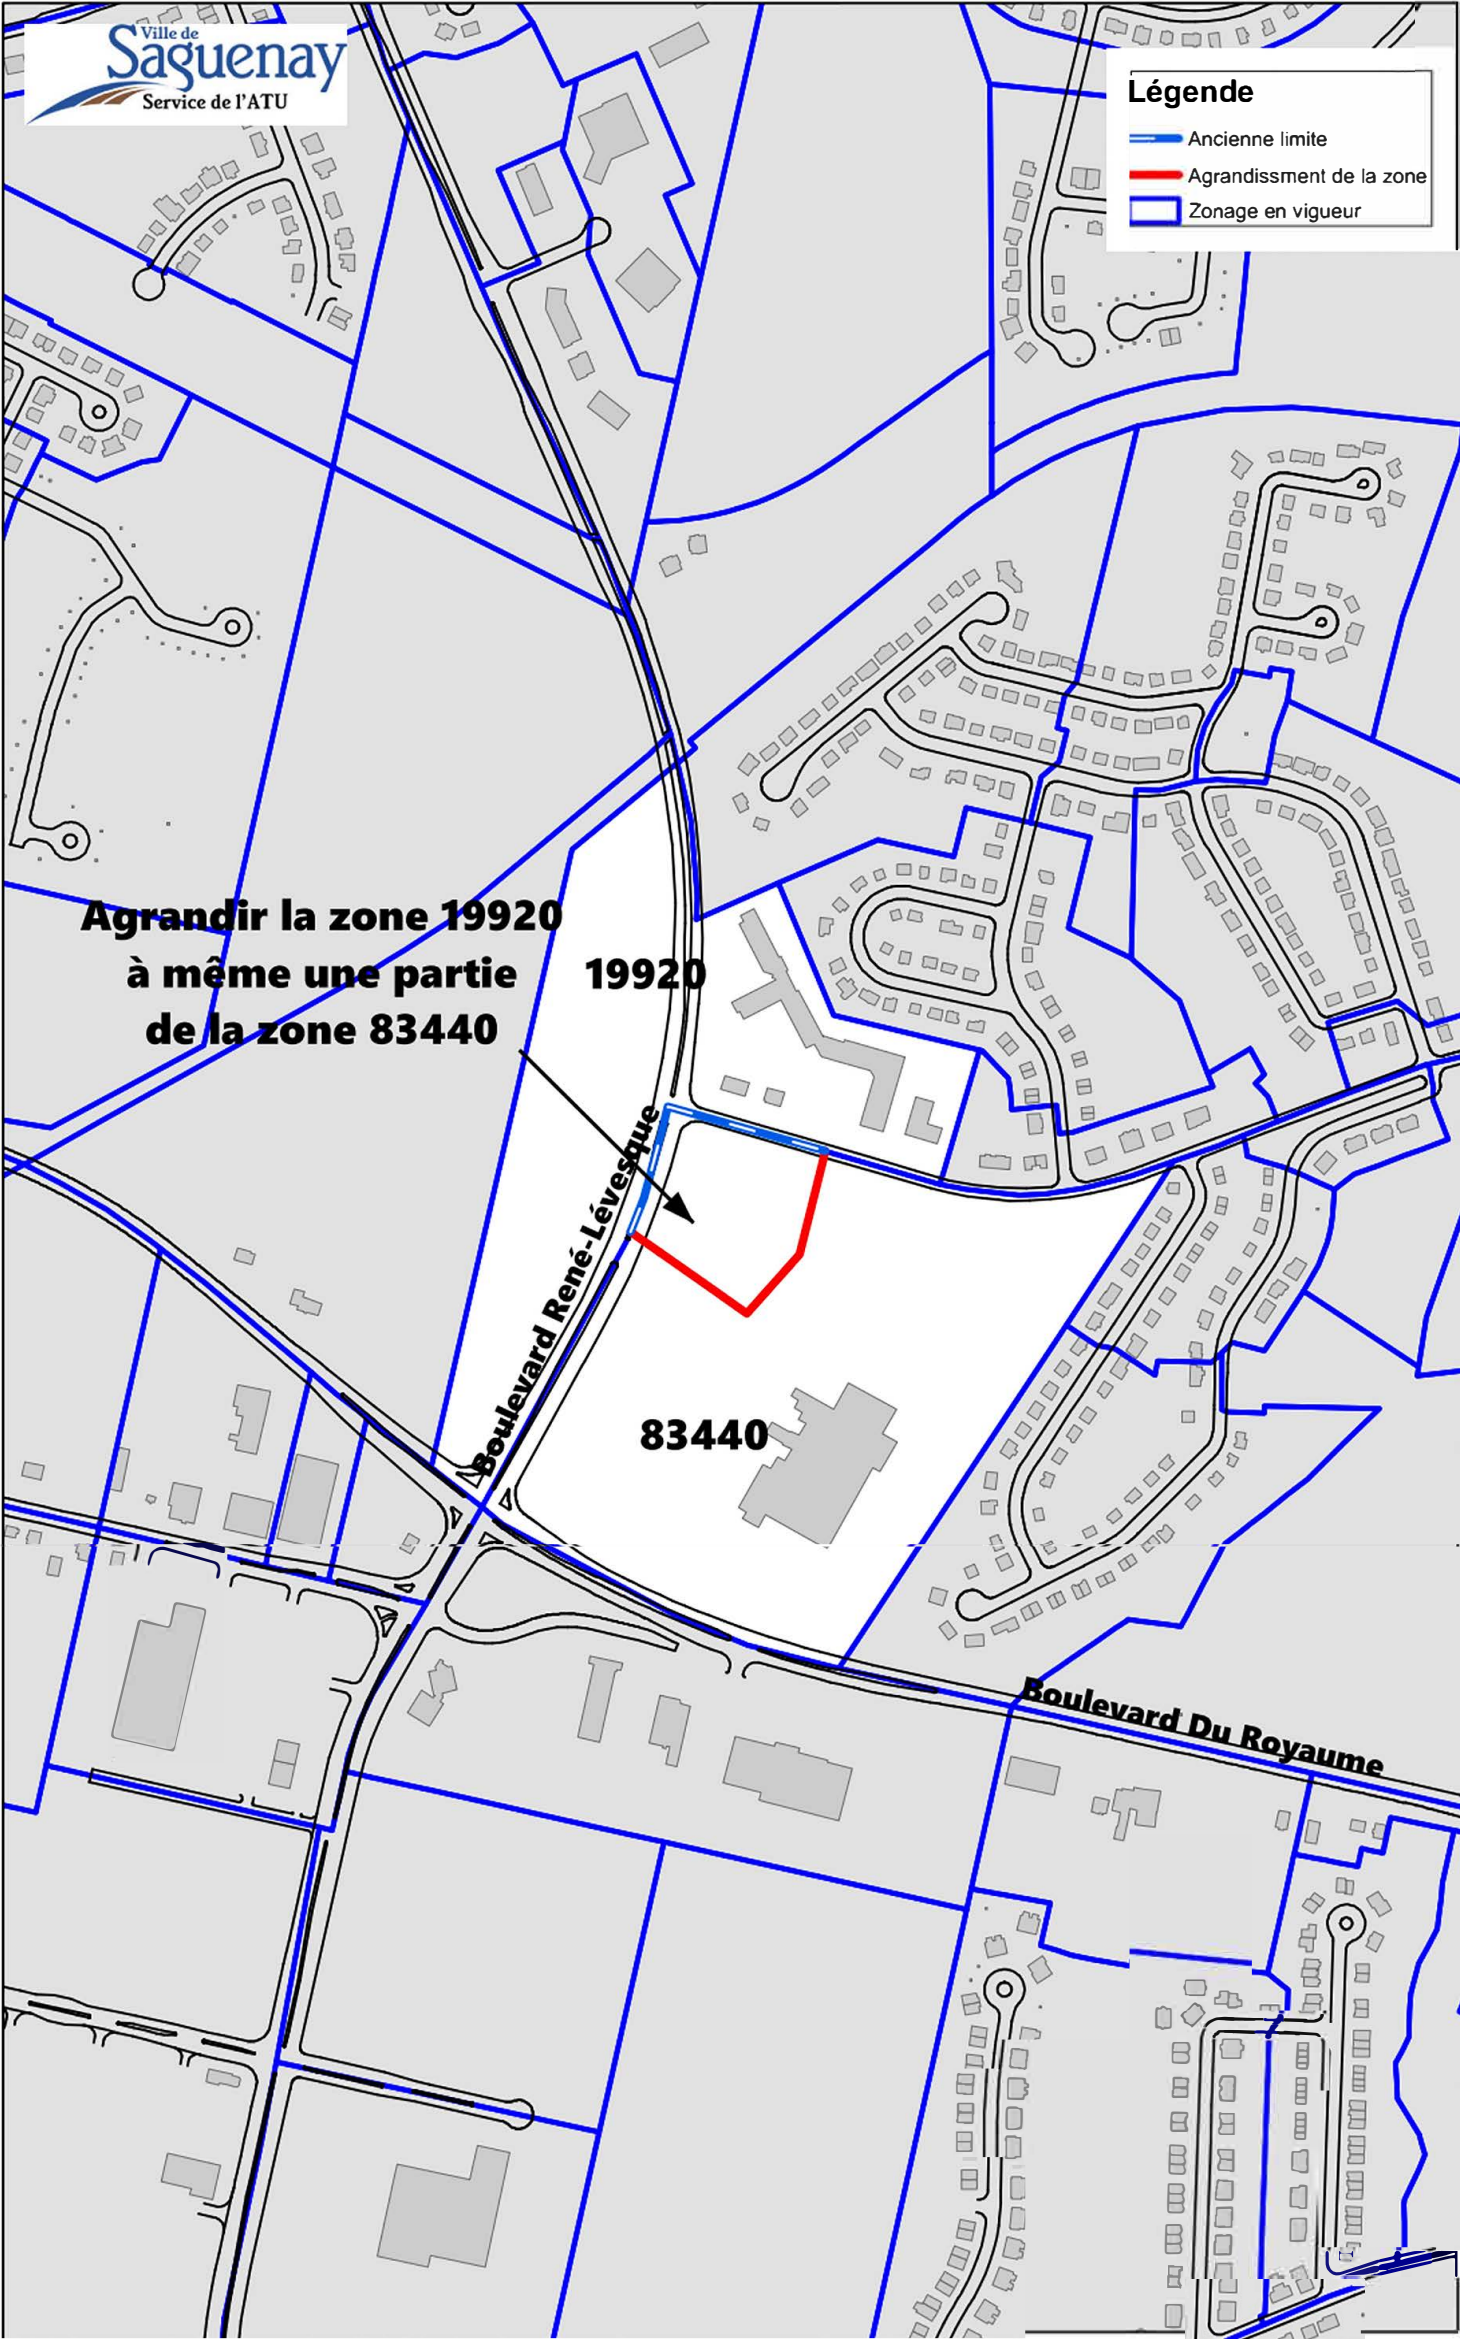 Ville de
Saguenay
Service de l'ATU
Légende
Ancienne limite
Agrandissment de la zone
Zonage en vigueur
Agrandir la zone 19920
à même une partie
de la zone 83440
19920
Boulevard René-Lévesque
83440
Boulevard Du Royaume